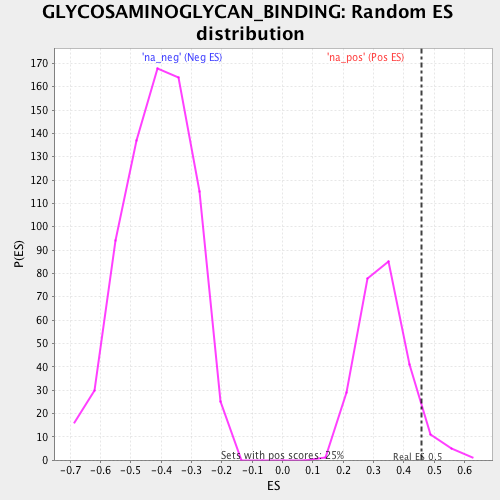 GLYCOSAMINOGLYCAN_BINDING: Random ES
distribution
'na_neg' (Neg ES)
'na_pos' (Pos ES)
170
160
150
140
130
120
110
100
90
80
70
60
50
40
30
20
10
0
P(ES)
Sets with pos scores: 25%
Real ES 0.5
-0.7 -0.6 -0.5 -0.4 -0.3 -0.2 -0.1 0.0 0.1 0.2 0.3 0.4 0.5 0.6
ES